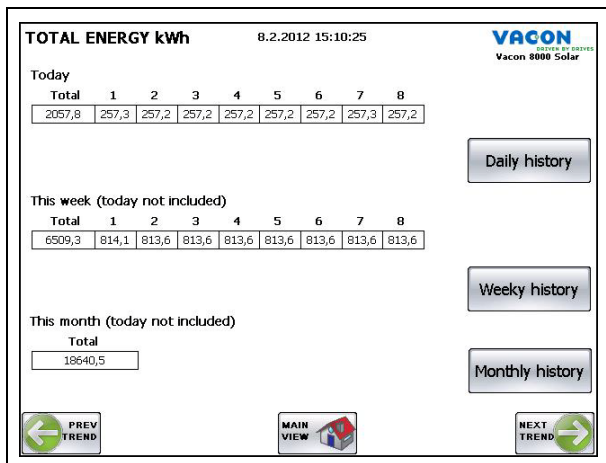 TOTAL ENERGY kWh 8.2.2012 15:10:25 VACON
DRIVEN BY DRIVES
Vacon 8000 Solar
Today
Total 1 2 3 4 5 6 7 8
2057,8 257,3 257,2 257,2 257,2 257,2 257,2 257,3 257,2
Daily history
This week (today not included)
Total 1 2 3 4 5 6 7 8
6509,3 814,1 813,6 813,6 813,6 813,6 813,6 813,6 813,6
Weekly history
This month (today not included)
Total
18640,5
Monthly history
PREV TREND
MAIN VIEW
NEXT TREND